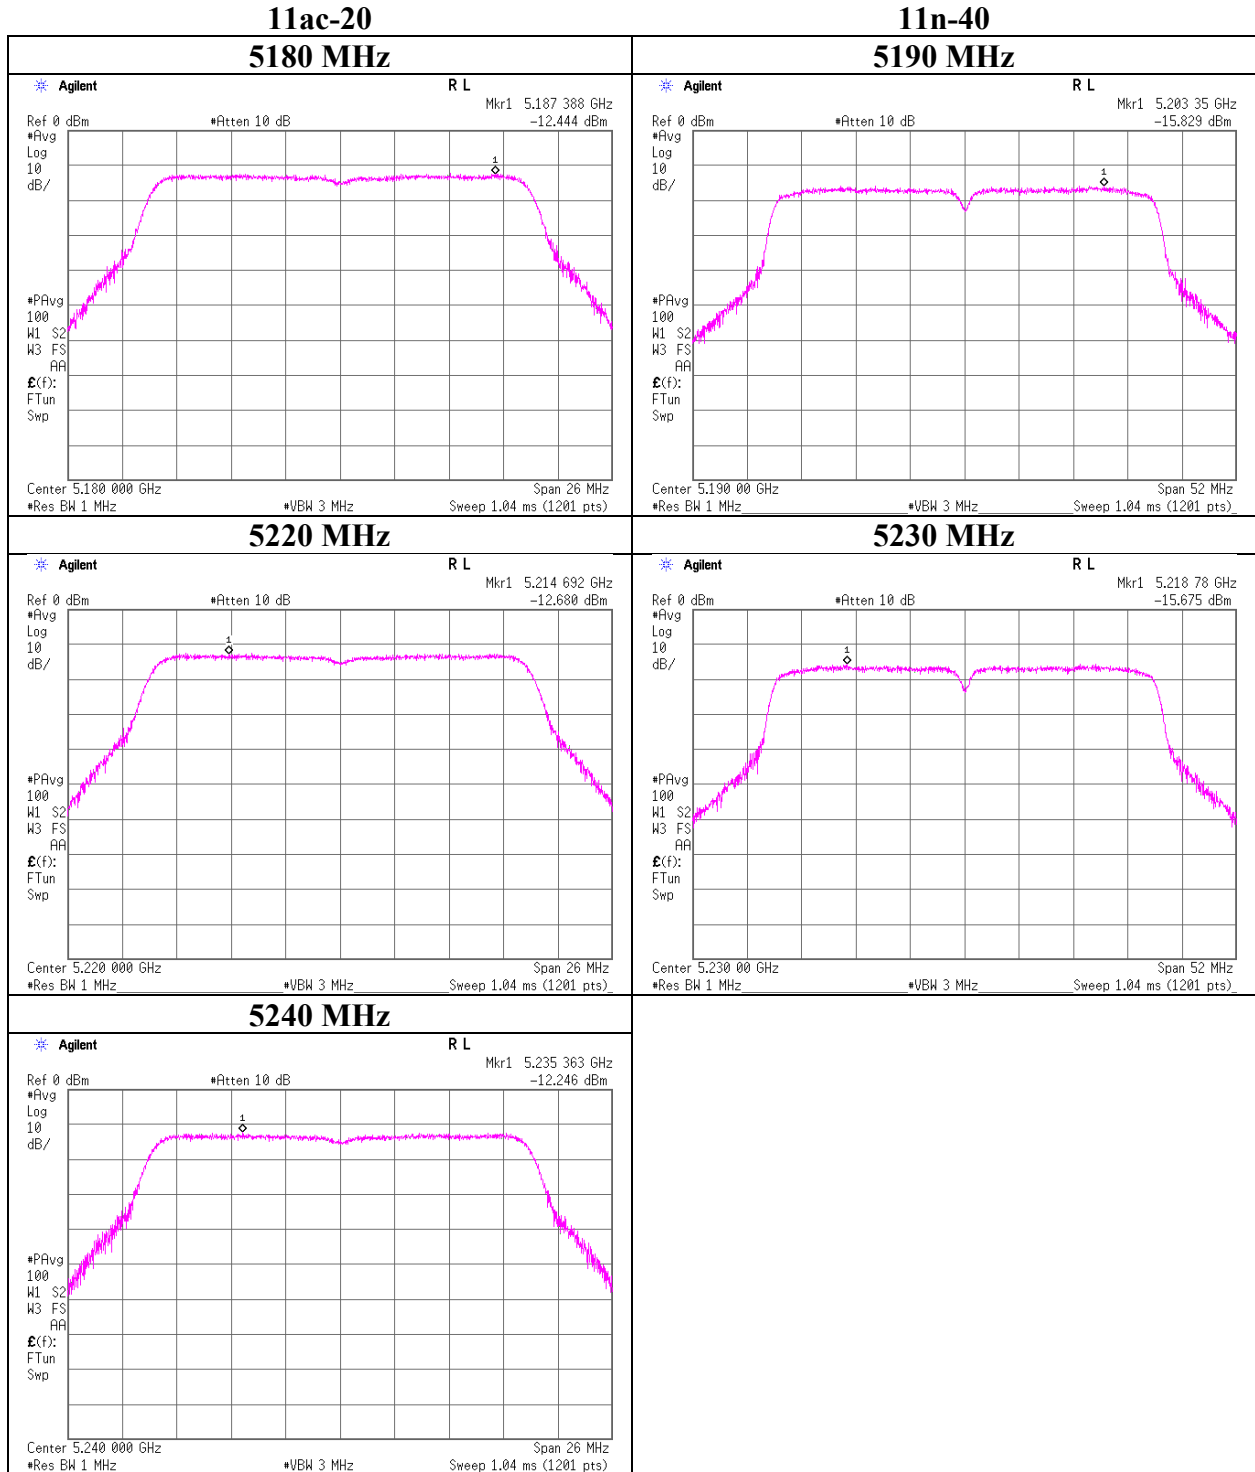 11ac-20
11n-40
5180 MHz
5190 MHz
Agilent
R L
Mkr1 5.187 388 GHz
Ref 0 dBm #Atten 10 dB -12.444 dBm
#Avg
Log
10
dB/
1
#PAvg
100
W1 S2
W3 FS
AA
£(f):
FTun
Swp
Center 5.180 000 GHz Span 26 MHz
#Res BW 1 MHz #VBW 3 MHz Sweep 1.04 ms (1201 pts)
Agilent
R L
Mkr1 5.203 35 GHz
Ref 0 dBm #Atten 10 dB -15.829 dBm
#Avg
Log
10
dB/
1
#PAvg
100
W1 S2
W3 FS
AA
£(f):
FTun
Swp
Center 5.190 00 GHz Span 52 MHz
#Res BW 1 MHz #VBW 3 MHz Sweep 1.04 ms (1201 pts)
5220 MHz
5230 MHz
Agilent
R L
Mkr1 5.214 692 GHz
Ref 0 dBm #Atten 10 dB -12.680 dBm
#Avg
Log
10
dB/
1
#PAvg
100
W1 S2
W3 FS
AA
£(f):
FTun
Swp
Center 5.220 000 GHz Span 26 MHz
#Res BW 1 MHz #VBW 3 MHz Sweep 1.04 ms (1201 pts)
Agilent
R L
Mkr1 5.218 78 GHz
Ref 0 dBm #Atten 10 dB -15.675 dBm
#Avg
Log
10
dB/
1
#PAvg
100
W1 S2
W3 FS
AA
£(f):
FTun
Swp
Center 5.230 00 GHz Span 52 MHz
#Res BW 1 MHz #VBW 3 MHz Sweep 1.04 ms (1201 pts)
5240 MHz
Agilent
R L
Mkr1 5.235 363 GHz
Ref 0 dBm #Atten 10 dB -12.246 dBm
#Avg
Log
10
dB/
1
#PAvg
100
W1 S2
W3 FS
AA
£(f):
FTun
Swp
Center 5.240 000 GHz Span 26 MHz
#Res BW 1 MHz #VBW 3 MHz Sweep 1.04 ms (1201 pts)